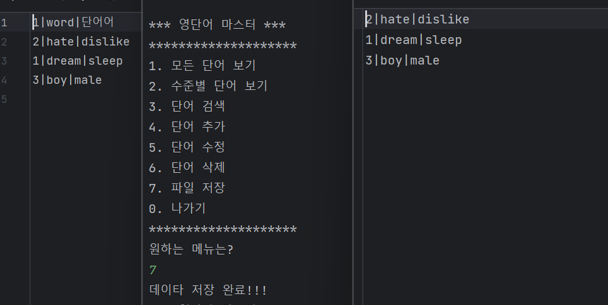 1 1|word|단어어
2 2|hate|dislike
3 1|dream|sleep
4 3|boy|male
5
*** 영단어 마스터 ***
********************
1. 모든 단어 보기
2. 수준별 단어 보기
3. 단어 검색
4. 단어 추가
5. 단어 수정
6. 단어 삭제
7. 파일 저장
0. 나가기
********************
원하는 메뉴는?
7
데이타 저장 완료!!!
2|hate|dislike
1|dream|sleep
3|boy|male